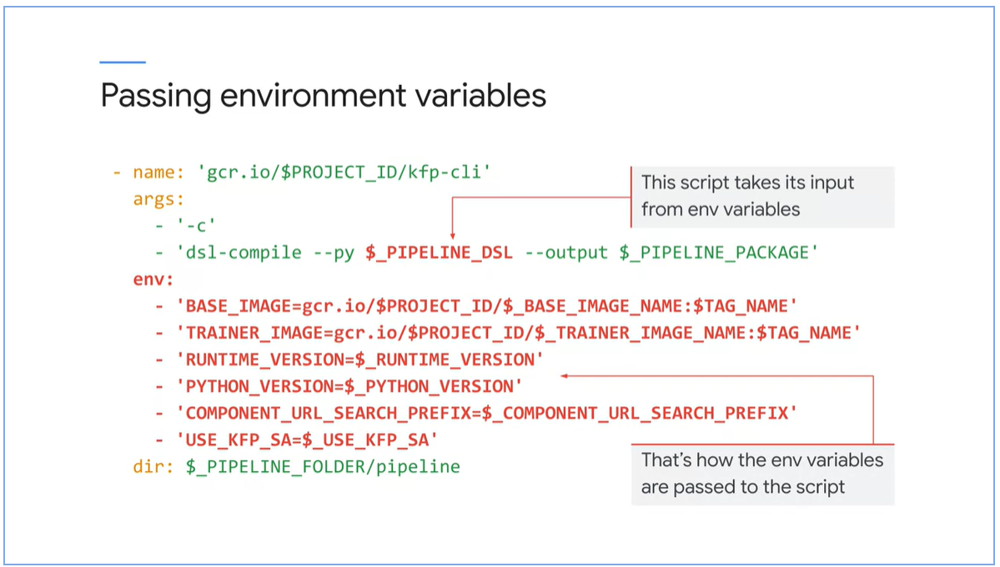 Passing environment variables
- name: 'gcr.io/$PROJECT_ID/kfp-cli'
This script takes its input
from env variables
args:
- '-c'
- 'dsl-compile --py $_PIPELINE_DSL --output $_PIPELINE_PACKAGE'
env:
- 'BASE_IMAGE=gcr.io/$PROJECT_ID/$_BASE_IMAGE_NAME:$TAG_NAME'
- 'TRAINER_IMAGE=gcr.io/$PROJECT_ID/$_TRAINER_IMAGE_NAME:$TAG_NAME'
- 'RUNTIME_VERSION=$_RUNTIME_VERSION'
- 'PYTHON_VERSION=$_PYTHON_VERSION'
- 'COMPONENT_URL_SEARCH_PREFIX=$_COMPONENT_URL_SEARCH_PREFIX'
- 'USE_KFP_SA=$_USE_KFP_SA'
dir: $_PIPELINE_FOLDER/pipeline
That's how the env variables
are passed to the script